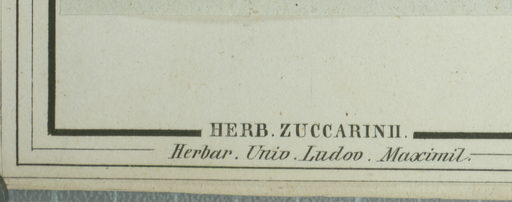 HERB. ZUCCARINII.
Herbar. Univ. Ludov. Maximil.